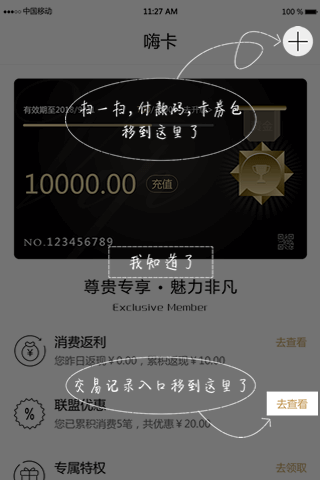 中国移动 11:27 AM 100 %
嗨卡
有效期至2018/9/
扫一扫,付款码,卡券包
移到这里了
10000.00 充值
NO.123456789
我知道了
尊贵专享·魅力非凡
Exclusive Member
消费返利 去查看
您昨日返现￥0.00，累积返现￥10.00
交易记录入口移到这里了
联盟优惠 去查看
您已累积消费5笔，共优惠￥20.00
专属特权 去领取